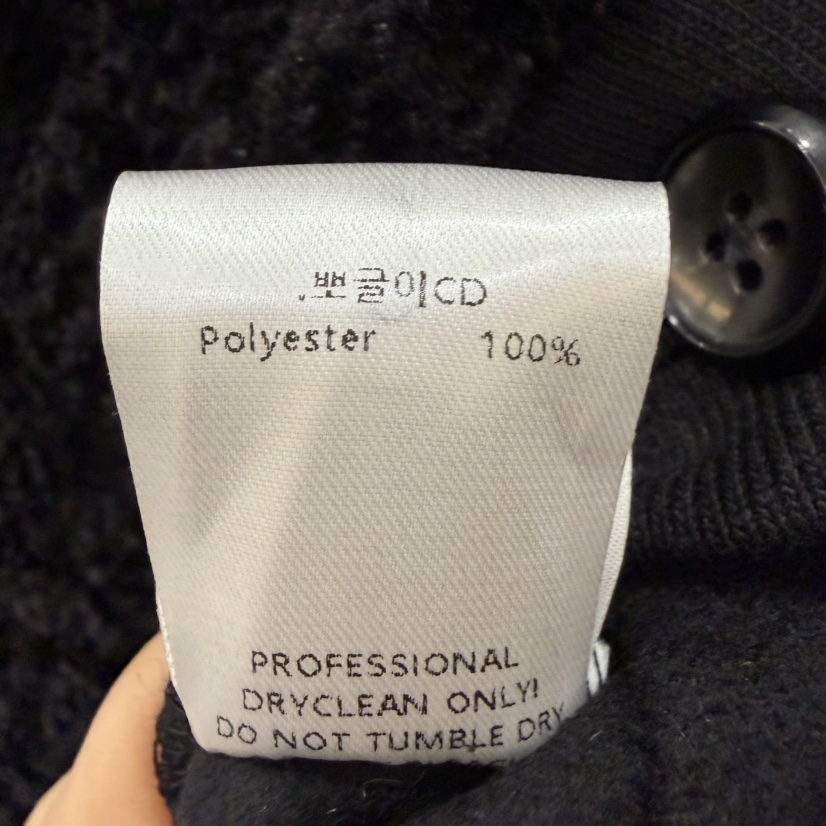 뽀글이CD
Polyester 100%
PROFESSIONAL
DRYCLEAN ONLY!
DO NOT TUMBLE DRY